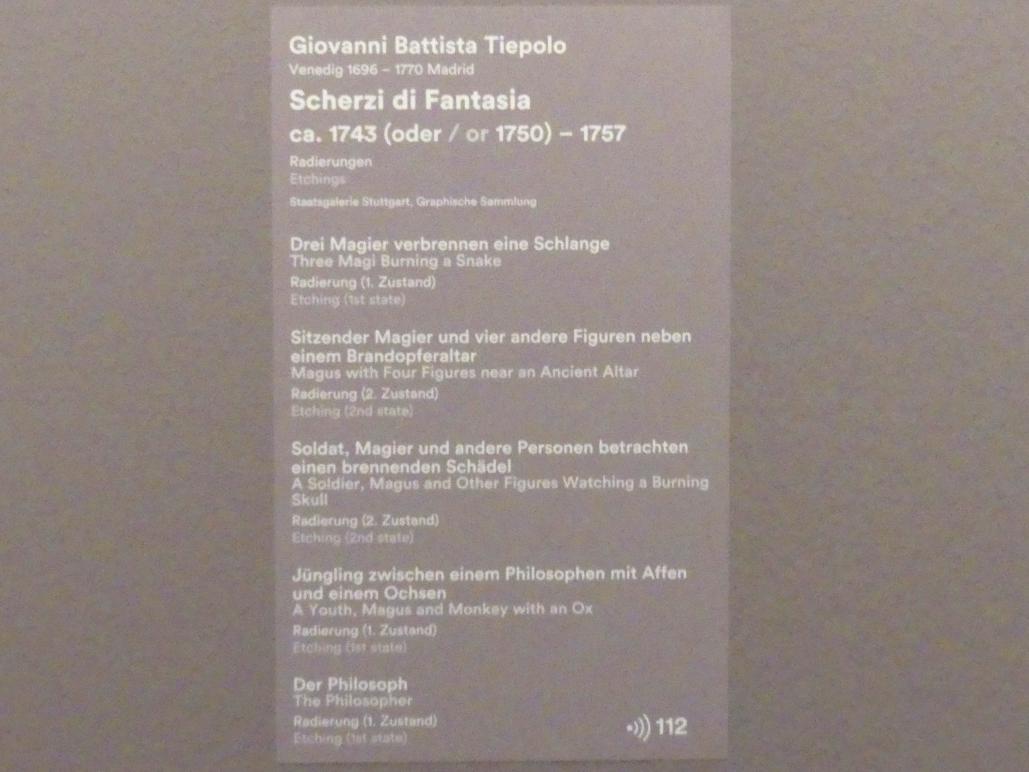 Giovanni Battista Tiepolo
Venedig 1696 – 1770 Madrid
Scherzi di Fantasia
ca. 1743 (oder / or 1750) – 1757
Radierungen
Etchings
Staatsgalerie Stuttgart, Graphische Sammlung
Drei Magier verbrennen eine Schlange
Three Magi Burning a Snake
Radierung (1. Zustand)
Etching (1st state)
Sitzender Magier und vier andere Figuren neben
einem Brandopferaltar
Magus with Four Figures near an Ancient Altar
Radierung (2. Zustand)
Etching (2nd state)
Soldat, Magier und andere Personen betrachten
einen brennenden Schädel
A Soldier, Magus and Other Figures Watching a Burning
Skull
Radierung (2. Zustand)
Etching (2nd state)
Jüngling zwischen einem Philosophen mit Affen
und einem Ochsen
A Youth, Magus and Monkey with an Ox
Radierung (1. Zustand)
Etching (1st state)
Der Philosoph
The Philosopher
Radierung (1. Zustand)
Etching (1st state)
112